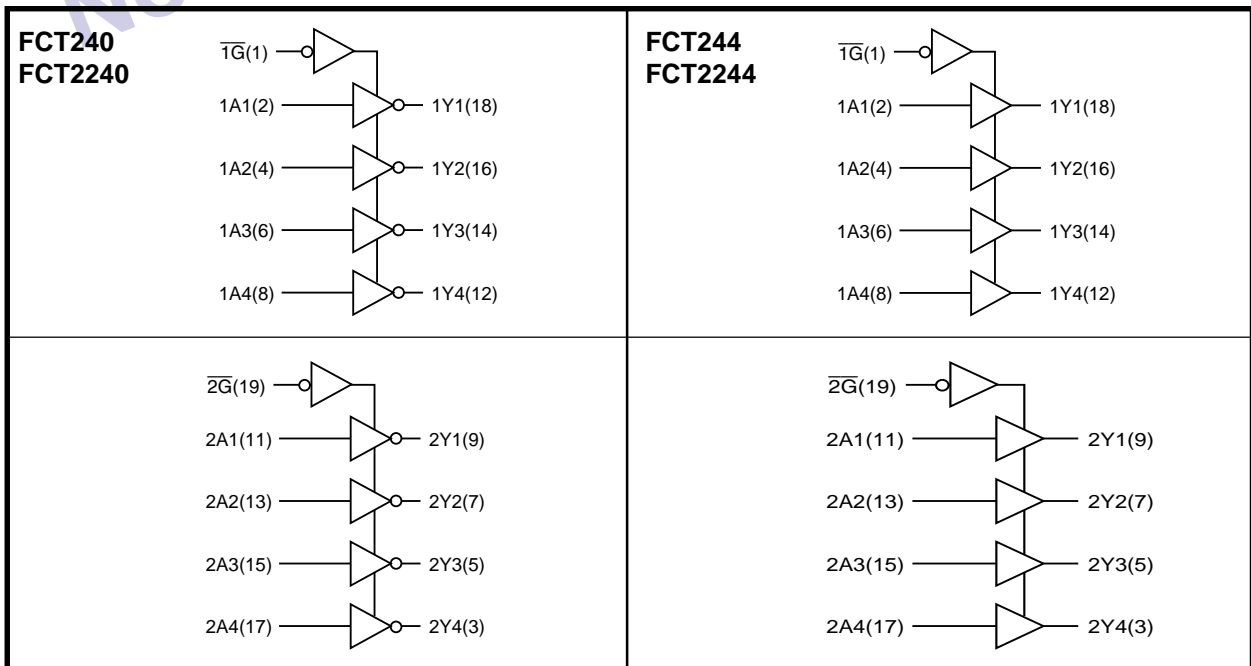 FCT240
FCT2240
1G(1)
1A1(2) 1Y1(18)
1A2(4) 1Y2(16)
1A3(6) 1Y3(14)
1A4(8) 1Y4(12)
FCT244
FCT2244
1G(1)
1A1(2) 1Y1(18)
1A2(4) 1Y2(16)
1A3(6) 1Y3(14)
1A4(8) 1Y4(12)
2G(19)
2A1(11) 2Y1(9)
2A2(13) 2Y2(7)
2A3(15) 2Y3(5)
2A4(17) 2Y4(3)
2G(19)
2A1(11) 2Y1(9)
2A2(13) 2Y2(7)
2A3(15) 2Y3(5)
2A4(17) 2Y4(3)